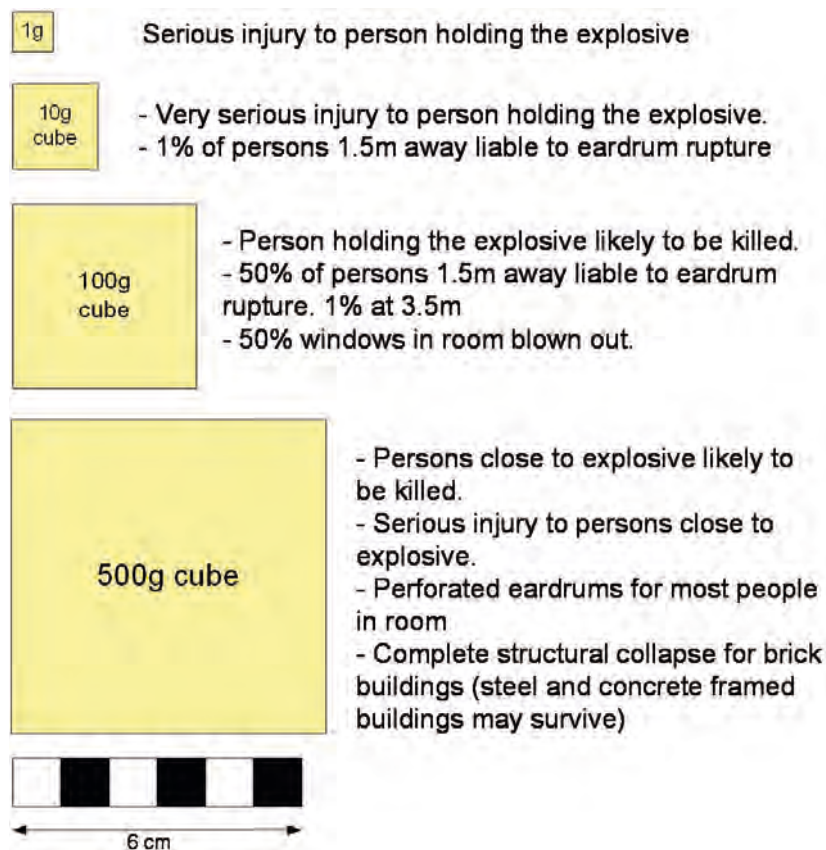 1g
Serious injury to person holding the explosive
10g
cube
- Very serious injury to person holding the explosive.
- 1% of persons 1.5m away liable to eardrum rupture
100g
cube
- Person holding the explosive likely to be killed.
- 50% of persons 1.5m away liable to eardrum
rupture. 1% at 3.5m
- 50% windows in room blown out.
500g cube
- Persons close to explosive likely to
be killed.
- Serious injury to persons close to
explosive.
- Perforated eardrums for most people
in room
- Complete structural collapse for brick
buildings (steel and concrete framed
buildings may survive)
6 cm